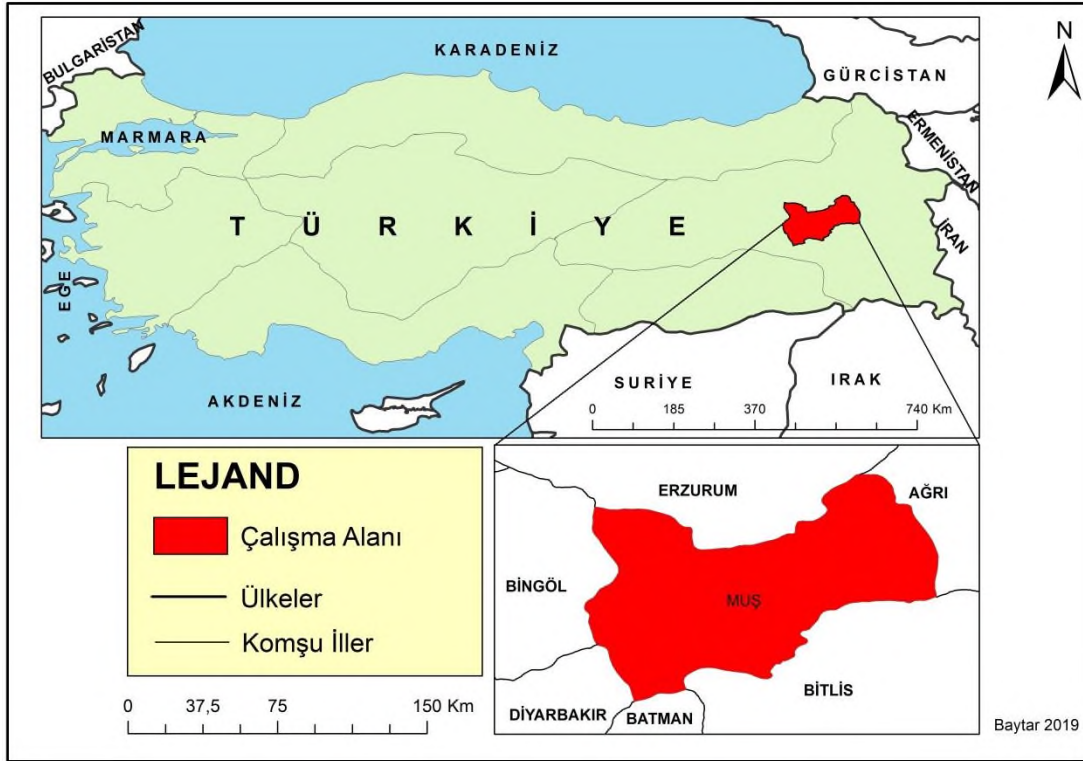 N
BULGARİSTAN
KARADENİZ
GÜRCİSTAN
MARMARA
ERMENİSTAN
TÜRKİYE
İRAN
EGE
AKDENİZ
SURİYE
IRAK
0 185 370 740 Km
LEJAND
Çalışma Alanı
Ülkeler
Komşu İller
0 37,5 75 150 Km
ERZURUM
AĞRI
BİNGÖL
MUŞ
BİTLİS
DİYARBAKIR
BATMAN
Baytar 2019